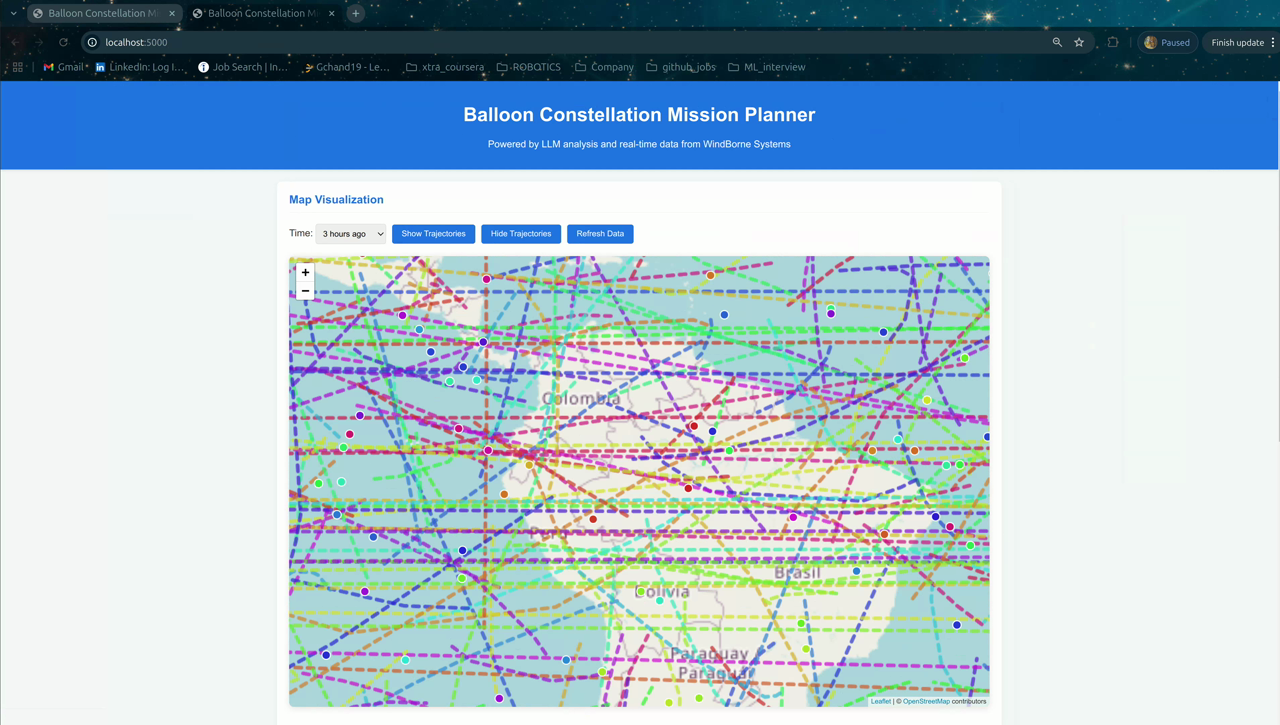 Balloon Constellation Mi
Balloon Constellation M
localhost:5000
Paused
Finish update
Gmail
LinkedIn: Log I...
Job Search | In...
Gchand19 - Le...
xtra_coursera
ROBOTICS
Company
github_jobs
ML_interview
Balloon Constellation Mission Planner
Powered by LLM analysis and real-time data from WindBorne Systems
Map Visualization
Time: 3 hours ago Show Trajectories Hide Trajectories Refresh Data
+
−
Colombia
Perú
Brasil
Bolivia
Paraguay
Paraguái
Leaflet | © OpenStreetMap contributors